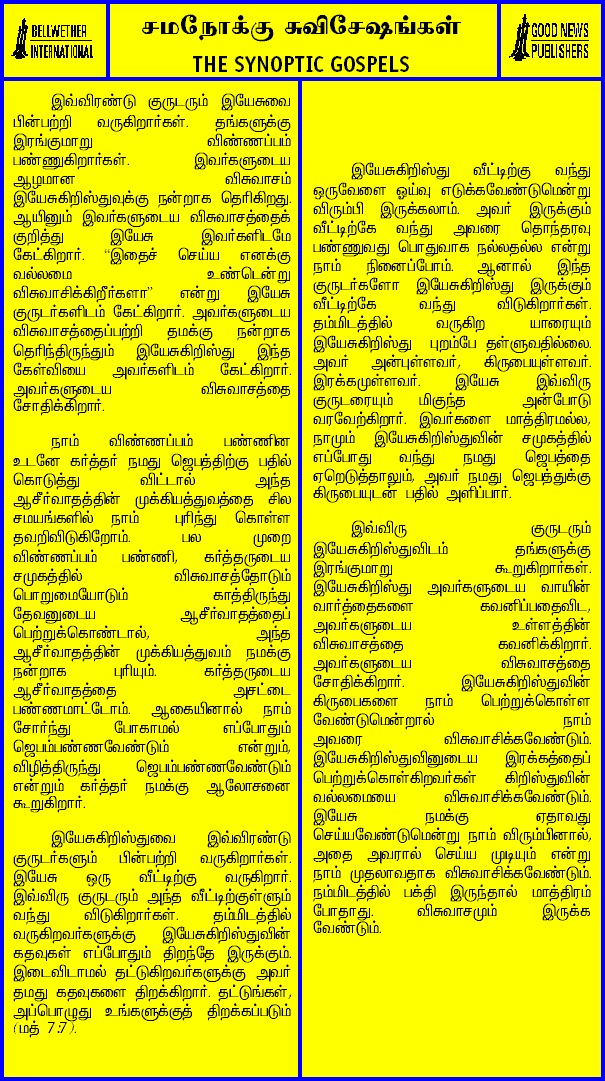 BELLWETHER
INTERNATIONAL
சமநோக்கு சுவிசேஷங்கள்
THE SYNOPTIC GOSPELS
GOOD NEWS
PUBLISHERS
இவ்விரண்டு குருடரும் இயேசுவை
பின்பற்றி வருகிறார்கள். தங்களுக்கு
இரங்குமாறு விண்ணப்பம்
பண்ணுகிறார்கள். இவர்களுடைய
ஆழமான விசுவாசம்
இயேசுகிறிஸ்துவுக்கு நன்றாக தெரிகிறது.
ஆயினும் இவர்களுடைய விசுவாசத்தைக்
குறித்து இயேசு இவர்களிடமே
கேட்கிறார். “இதைச் செய்ய எனக்கு
வல்லமை உண்டென்று
விசுவாசிக்கிறீர்களா” என்று இயேசு
குருடர்களிடம் கேட்கிறார். அவர்களுடைய
விசுவாசத்தைப்பற்றி தமக்கு நன்றாக
தெரிந்திருந்தும் இயேசுகிறிஸ்து இந்த
கேள்வியை அவர்களிடம் கேட்கிறார்.
அவர்களுடைய விசுவாசத்தை
சோதிக்கிறார்.
நாம் விண்ணப்பம் பண்ணின
உடனே கர்த்தர் நமது ஜெபத்திற்கு பதில்
கொடுத்து விட்டால் அந்த
ஆசீர்வாதத்தின் முக்கியத்துவத்தை சில
சமயங்களில் நாம் புரிந்து கொள்ள
தவறிவிடுகிறோம். பல முறை
விண்ணப்பம் பண்ணி, கர்த்தருடைய
சமுகத்தில் விசுவாசத்தோடும்
பொறுமையோடும் காத்திருந்து
தேவனுடைய ஆசீர்வாதத்தைப்
பெற்றுக்கொண்டால், அந்த
ஆசீர்வாதத்தின் முக்கியத்துவம் நமக்கு
நன்றாக புரியும். கர்த்தருடைய
ஆசீர்வாதத்தை அசட்டை
பண்ணமாட்டோம். ஆகையினால் நாம்
சோர்ந்து போகாமல் எப்போதும்
ஜெபம்பண்ணவேண்டும் என்றும்,
விழித்திருந்து ஜெபம்பண்ணவேண்டும்
என்றும் கர்த்தர் நமக்கு ஆலோசனை
கூறுகிறார்.
இயேசுகிறிஸ்துவை இவ்விரண்டு
குருடர்களும் பின்பற்றி வருகிறார்கள்.
இயேசு ஒரு வீட்டிற்கு வருகிறார்.
இவ்விரு குருடரும் அந்த வீட்டிற்குள்ளும்
வந்து விடுகிறார்கள். தம்மிடத்தில்
வருகிறவர்களுக்கு இயேசுகிறிஸ்துவின்
கதவுகள் எப்போதும் திறந்தே இருக்கும்.
இடைவிடாமல் தட்டுகிறவர்களுக்கு அவர்
தமது கதவுகளை திறக்கிறார். தட்டுங்கள்,
அப்பொழுது உங்களுக்குத் திறக்கப்படும்
(மத் 7:7).
இயேசுகிறிஸ்து வீட்டிற்கு வந்து
ஒருவேளை ஓய்வு எடுக்கவேண்டுமென்று
விரும்பி இருக்கலாம். அவர் இருக்கும்
வீட்டிற்கே வந்து அவரை தொந்தரவு
பண்ணுவது பொதுவாக நல்லதல்ல என்று
நாம் நினைப்போம். ஆனால் இந்த
குருடர்களோ இயேசுகிறிஸ்து இருக்கும்
வீட்டிற்கே வந்து விடுகிறார்கள்.
தம்மிடத்தில் வருகிற யாரையும்
இயேசுகிறிஸ்து புறம்பே தள்ளுவதில்லை.
அவர் அன்புள்ளவர், கிருபையுள்ளவர்.
இரக்கமுள்ளவர். இயேசு இவ்விரு
குருடரையும் மிகுந்த அன்போடு
வரவேற்கிறார். இவர்களை மாத்திரமல்ல,
நாமும் இயேசுகிறிஸ்துவின் சமுகத்தில்
எப்போது வந்து நமது ஜெபத்தை
ஏறெடுத்தாலும், அவர் நமது ஜெபத்துக்கு
கிருபையுடன் பதில் அளிப்பார்.
இவ்விரு குருடரும்
இயேசுகிறிஸ்துவிடம் தங்களுக்கு
இரங்குமாறு கூறுகிறார்கள்.
இயேசுகிறிஸ்து அவர்களுடைய வாயின்
வார்த்தைகளை கவனிப்பதைவிட,
அவர்களுடைய உள்ளத்தின்
விசுவாசத்தை கவனிக்கிறார்.
அவர்களுடைய விசுவாசத்தை
சோதிக்கிறார். இயேசுகிறிஸ்துவின்
கிருபைகளை நாம் பெற்றுக்கொள்ள
வேண்டுமென்றால் நாம்
அவரை விசுவாசிக்கவேண்டும்.
இயேசுகிறிஸ்துவினுடைய இரக்கத்தைப்
பெற்றுக்கொள்கிறவர்கள் கிறிஸ்துவின்
வல்லமையை விசுவாசிக்கவேண்டும்.
இயேசு நமக்கு ஏதாவது
செய்யவேண்டுமென்று நாம் விரும்பினால்,
அதை அவரால் செய்ய முடியும் என்று
நாம் முதலாவதாக விசுவாசிக்கவேண்டும்.
நம்மிடத்தில் பக்தி இருந்தால் மாத்திரம்
போதாது. விசுவாசமும் இருக்க
வேண்டும்.